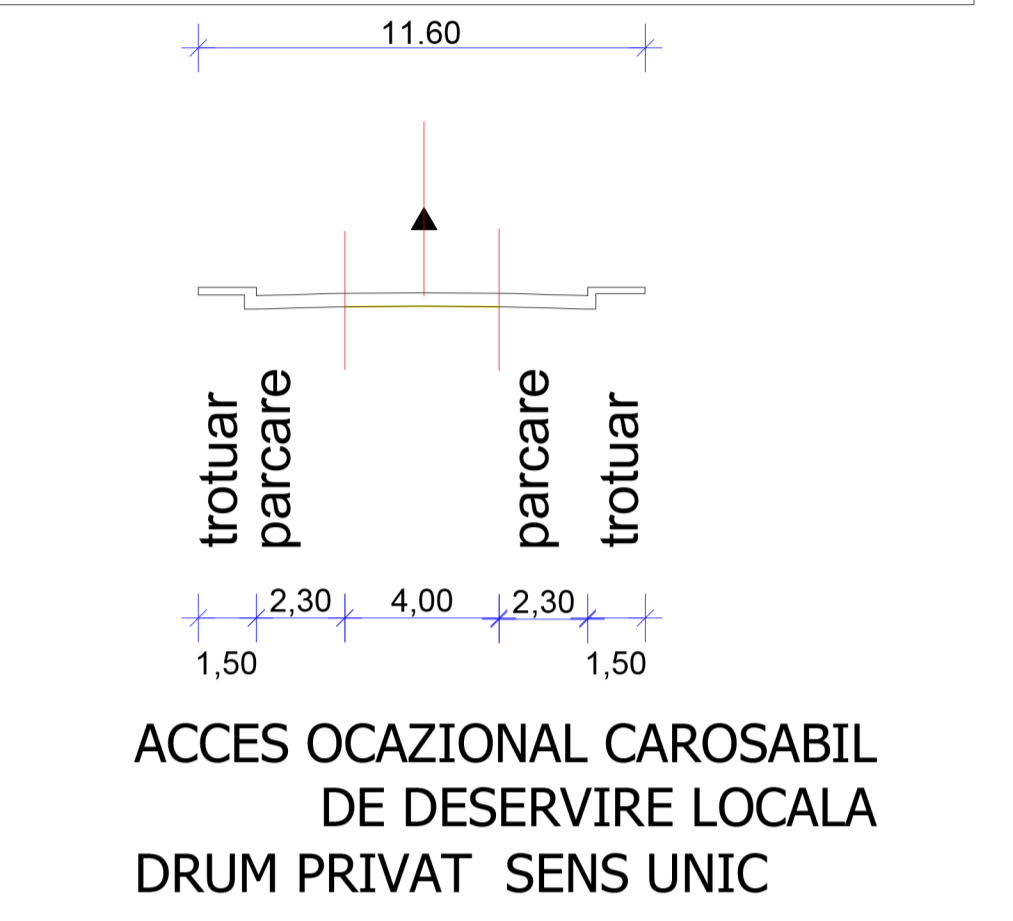 11.60
trotuar
parcare
parcare
trotuar
2,30 4,00 2,30
1,50 1,50
ACCES OCAZIONAL CAROSABIL
DE DESERVIRE LOCALA
DRUM PRIVAT SENS UNIC